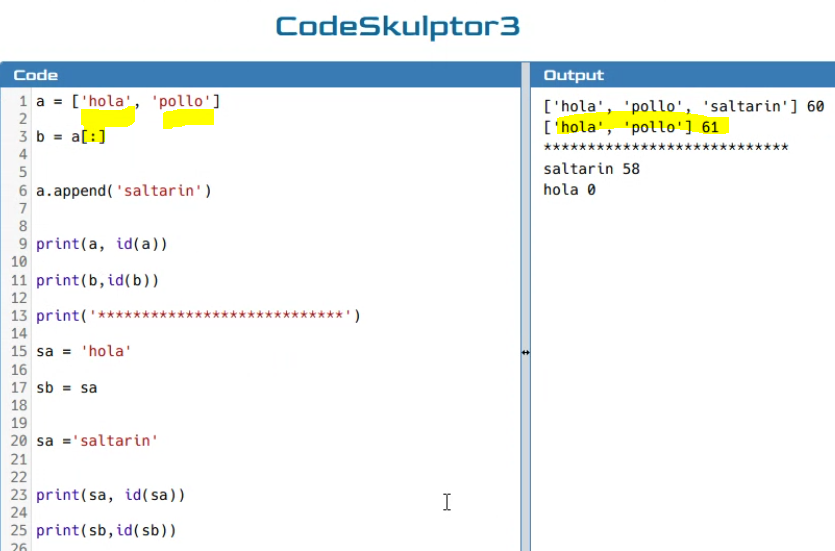 CodeSkulptor3
Code
1 a = ['hola', 'pollo']
2
3 b = a[:]
4
5
6 a.append('saltarin')
7
8
9 print(a, id(a))
10
11 print(b,id(b))
12
13 print('****************************')
14
15 sa = 'hola'
16
17 sb = sa
18
19
20 sa ='saltarin'
21
22
23 print(sa, id(sa))
24
25 print(sb,id(sb))
26
Output
['hola', 'pollo', 'saltarin'] 60
['hola', 'pollo'] 61
****************************
saltarin 58
hola 0